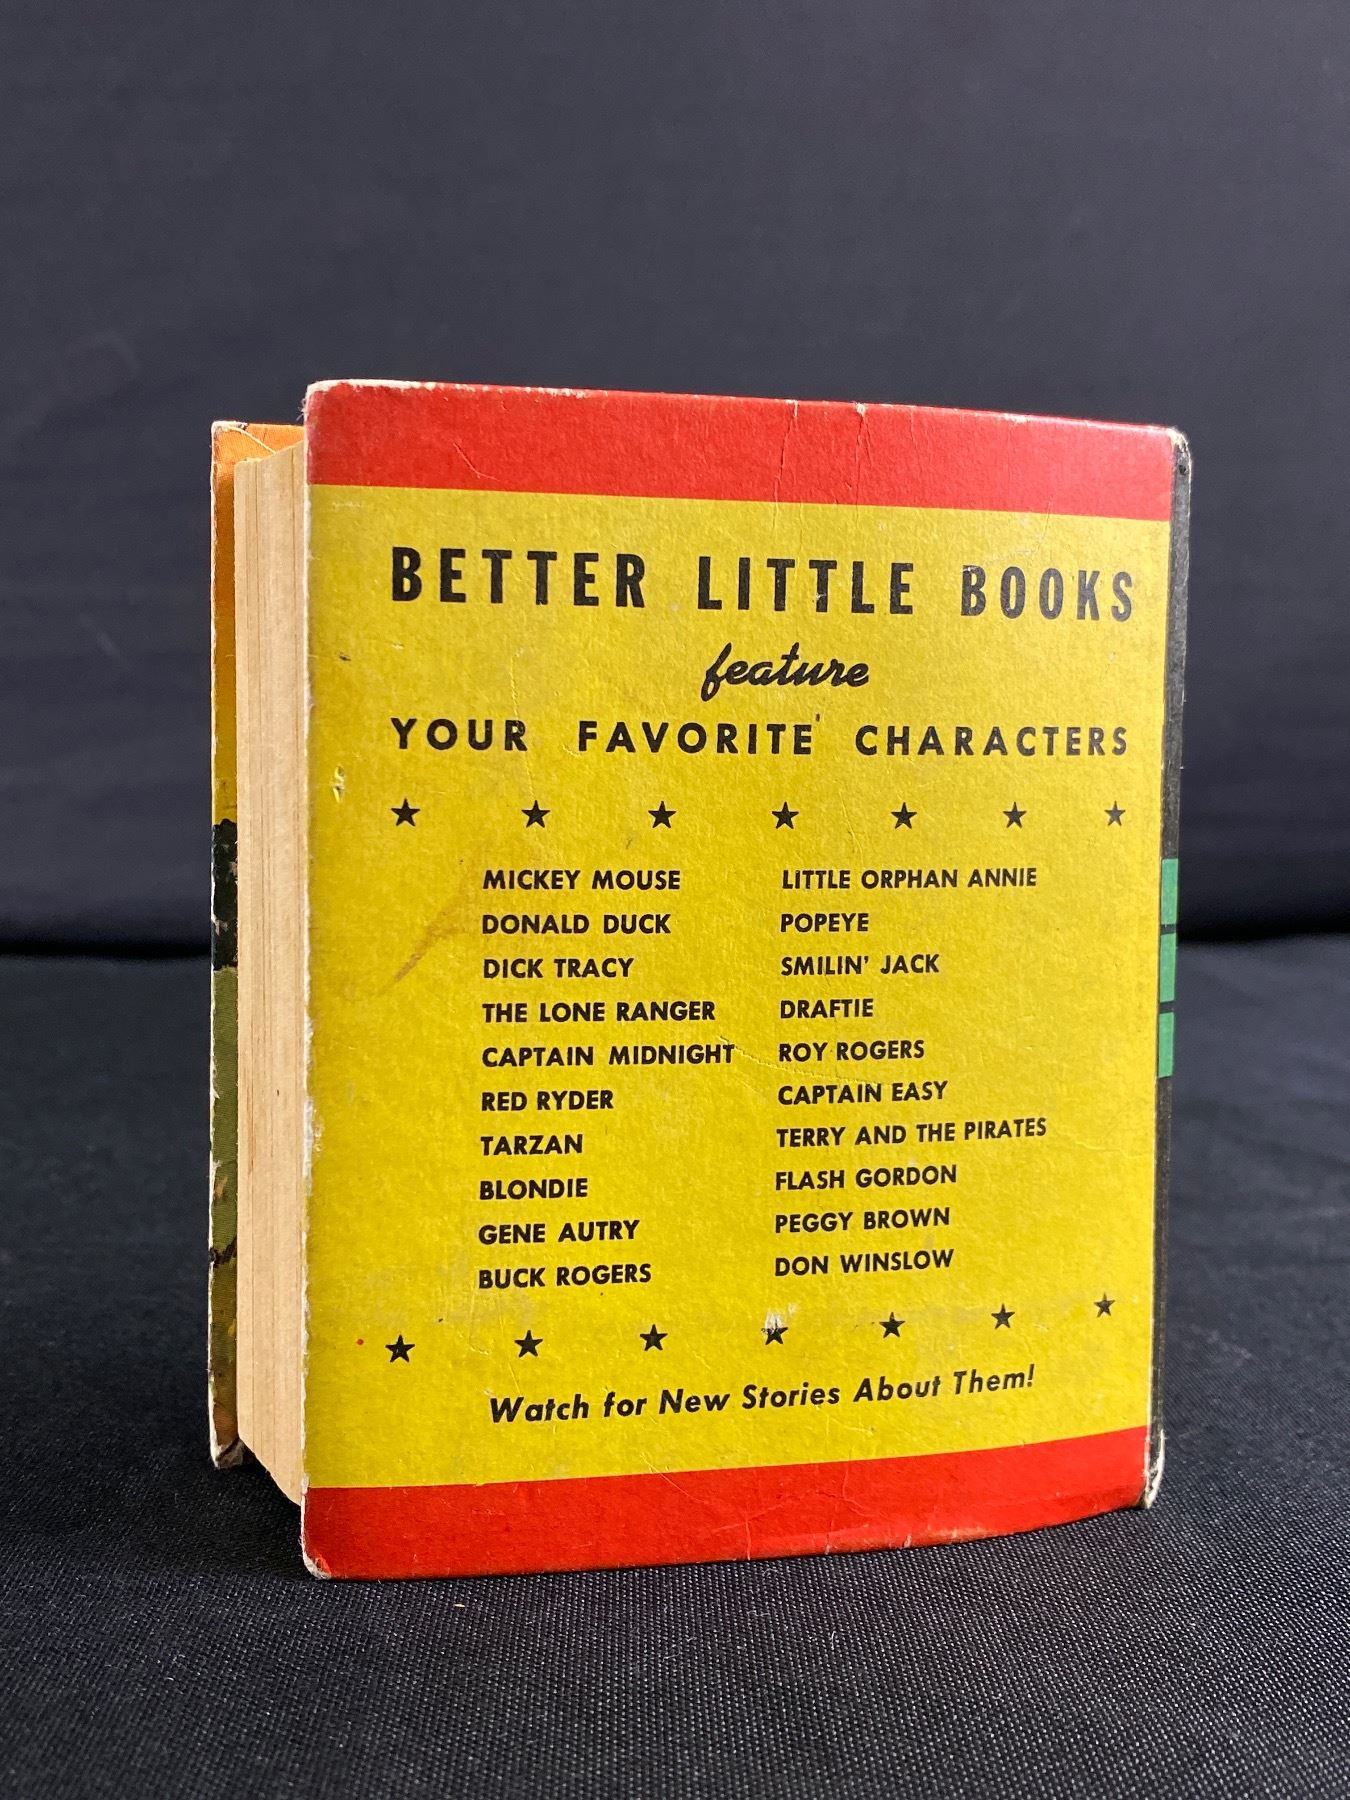 BETTER LITTLE BOOKS
feature
YOUR FAVORITE CHARACTERS
MICKEY MOUSE
DONALD DUCK
DICK TRACY
THE LONE RANGER
CAPTAIN MIDNIGHT
RED RYDER
TARZAN
BLONDIE
GENE AUTRY
BUCK ROGERS
LITTLE ORPHAN ANNIE
POPEYE
SMILIN' JACK
DRAFTIE
ROY ROGERS
CAPTAIN EASY
TERRY AND THE PIRATES
FLASH GORDON
PEGGY BROWN
DON WINSLOW
Watch for New Stories About Them!